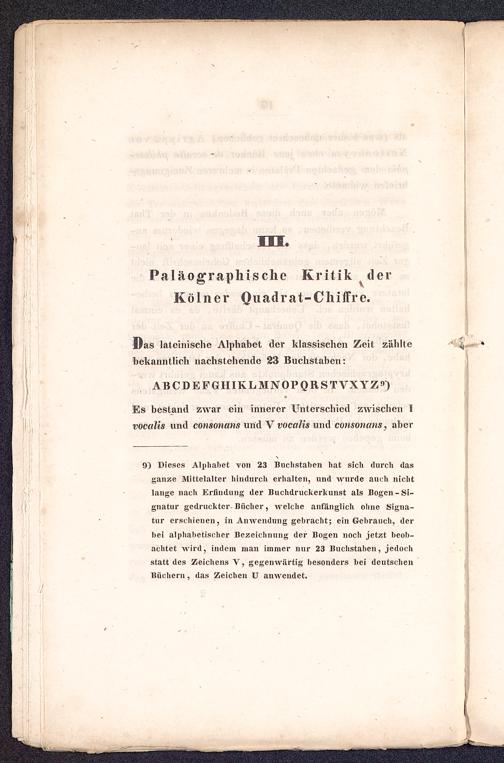 III.
Paläographische Kritik der
Kölner Quadrat-Chiffre.
Das lateinische Alphabet der klassischen Zeit zählte
bekanntlich nachstehende 23 Buchstaben:
ABCDEFGHIKLMNOPQRSTVXYZ⁹)
Es bestand zwar ein innerer Unterschied zwischen I
vocalis und consonans und V vocalis und consonans, aber
9) Dieses Alphabet von 23 Buchstaben hat sich durch das
ganze Mittelalter hindurch erhalten, und wurde auch nicht
lange nach Erfindung der Buchdruckerkunst als Bogen-Si-
gnatur gedruckter Bücher, welche anfänglich ohne Signa-
tur erschienen, in Anwendung gebracht; ein Gebrauch, der
bei alphabetischer Bezeichnung der Bogen noch jetzt beob-
achtet wird, indem man immer nur 23 Buchstaben, jedoch
statt des Zeichens V, gegenwärtig besonders bei deutschen
Büchern, das Zeichen U anwendet.